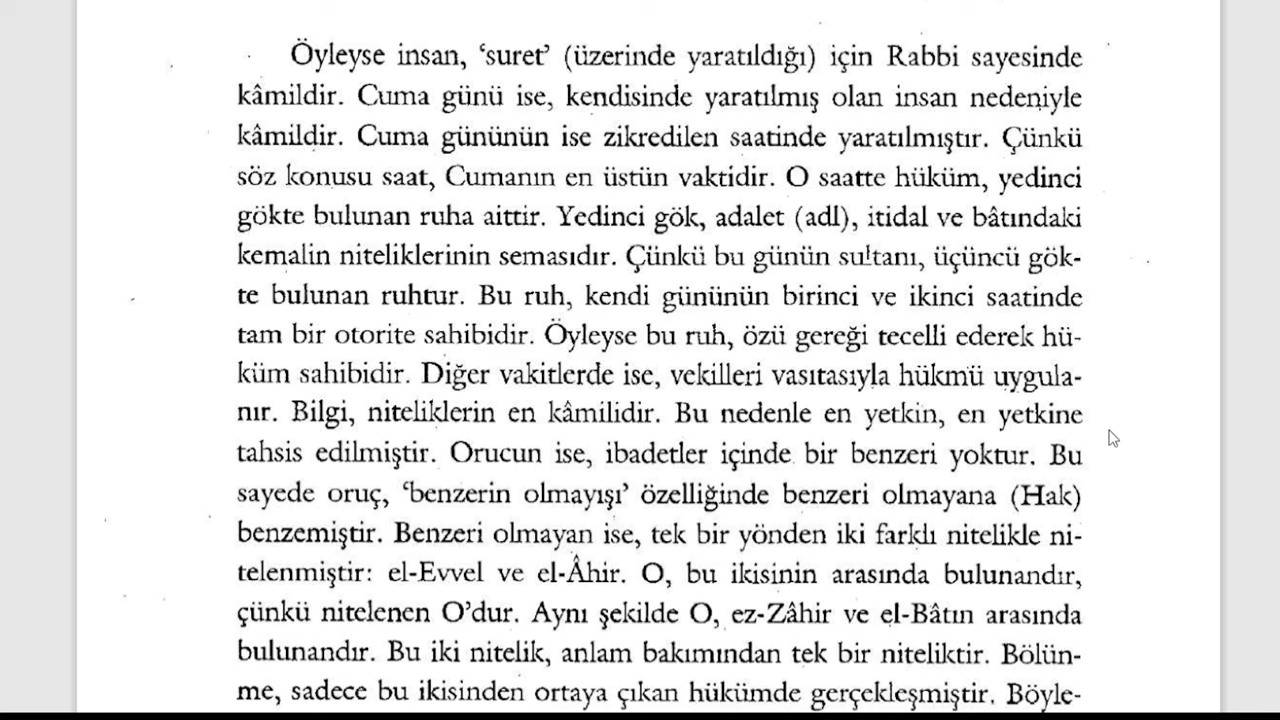 Öyleyse insan, ‘suret’ (üzerinde yaratıldığı) için Rabbi sayesinde
kâmildir. Cuma günü ise, kendisinde yaratılmış olan insan nedeniyle
kâmildir. Cuma gününün ise zikredilen saatinde yaratılmıştır. Çünkü
söz konusu saat, Cumanın en üstün vaktidir. O saatte hüküm, yedinci
gökte bulunan ruha aittir. Yedinci gök, adalet (adl), itidal ve bâtındaki
kemalin niteliklerinin semasıdır. Çünkü bu günün sultanı, üçüncü gök-
te bulunan ruhtur. Bu ruh, kendi gününün birinci ve ikinci saatinde
tam bir otorite sahibidir. Öyleyse bu ruh, özü gereği tecelli ederek hü-
küm sahibidir. Diğer vakitlerde ise, vekilleri vasıtasıyla hükmü uygula-
nır. Bilgi, niteliklerin en kâmilidir. Bu nedenle en yetkin, en yetkine
tahsis edilmiştir. Orucun ise, ibadetler içinde bir benzeri yoktur. Bu
sayede oruç, ‘benzerin olmayışı’ özelliğinde benzeri olmayana (Hak)
benzemiştir. Benzeri olmayan ise, tek bir yönden iki farklı nitelikle ni-
telenmiştir: el-Evvel ve el-Âhir. O, bu ikisinin arasında bulunandır,
çünkü nitelenen O’dur. Aynı şekilde O, ez-Zâhir ve el-Bâtın arasında
bulunandır. Bu iki nitelik, anlam bakımından tek bir niteliktir. Bölün-
me, sadece bu ikisinden ortaya çıkan hükümde gerçekleşmiştir. Böyle-